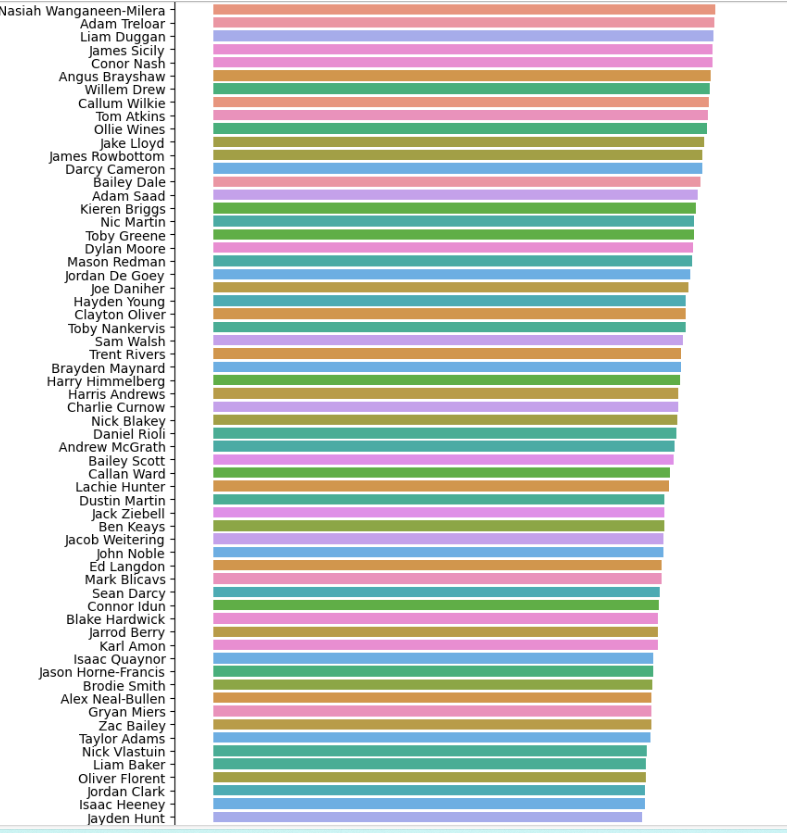 Nasiah Wanganeen-Milera
Adam Treloar
Liam Duggan
James Sicily
Conor Nash
Angus Brayshaw
Willem Drew
Callum Wilkie
Tom Atkins
Ollie Wines
Jake Lloyd
James Rowbottom
Darcy Cameron
Bailey Dale
Adam Saad
Kieren Briggs
Nic Martin
Toby Greene
Dylan Moore
Mason Redman
Jordan De Goey
Joe Daniher
Hayden Young
Clayton Oliver
Toby Nankervis
Sam Walsh
Trent Rivers
Brayden Maynard
Harry Himmelberg
Harris Andrews
Charlie Curnow
Nick Blakey
Daniel Rioli
Andrew McGrath
Bailey Scott
Callan Ward
Lachie Hunter
Dustin Martin
Jack Ziebell
Ben Keays
Jacob Weitering
John Noble
Ed Langdon
Mark Blicavs
Sean Darcy
Connor Idun
Blake Hardwick
Jarrod Berry
Karl Amon
Isaac Quaynor
Jason Horne-Francis
Brodie Smith
Alex Neal-Bullen
Gryan Miers
Zac Bailey
Taylor Adams
Nick Vlastuin
Liam Baker
Oliver Florent
Jordan Clark
Isaac Heeney
Jayden Hunt